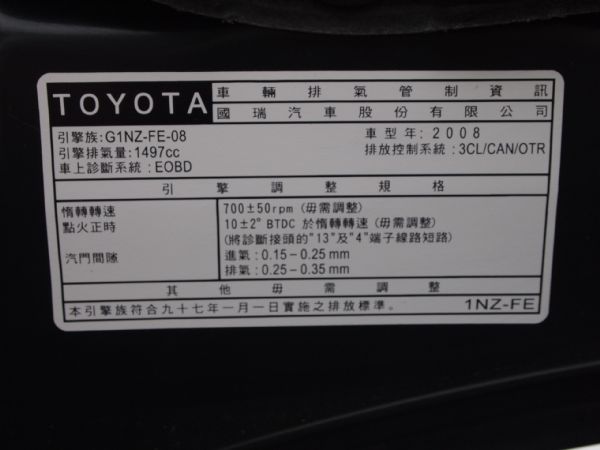 TOYOTA 車輛排氣管制資訊
國瑞汽車股份有限公司
引擎族:G1NZ-FE-08 車型年:2008
引擎排氣量:1497cc 排放控制系統:3CL/CAN/OTR
車上診斷系統:EOBD
引擎調整規格
惰轉轉速 700±50rpm (毋需調整)
點火正時 10±2° BTDC 於惰轉轉速 (毋需調整)
(將診斷接頭的"13"及"4"端子線路短路)
汽門間隙 進氣:0.15-0.25 mm
排氣:0.25-0.35 mm
其他毋需調整
本引擎族符合九十七年一月一日實施之排放標準。 1NZ-FE